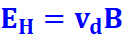 E_H = v_d B